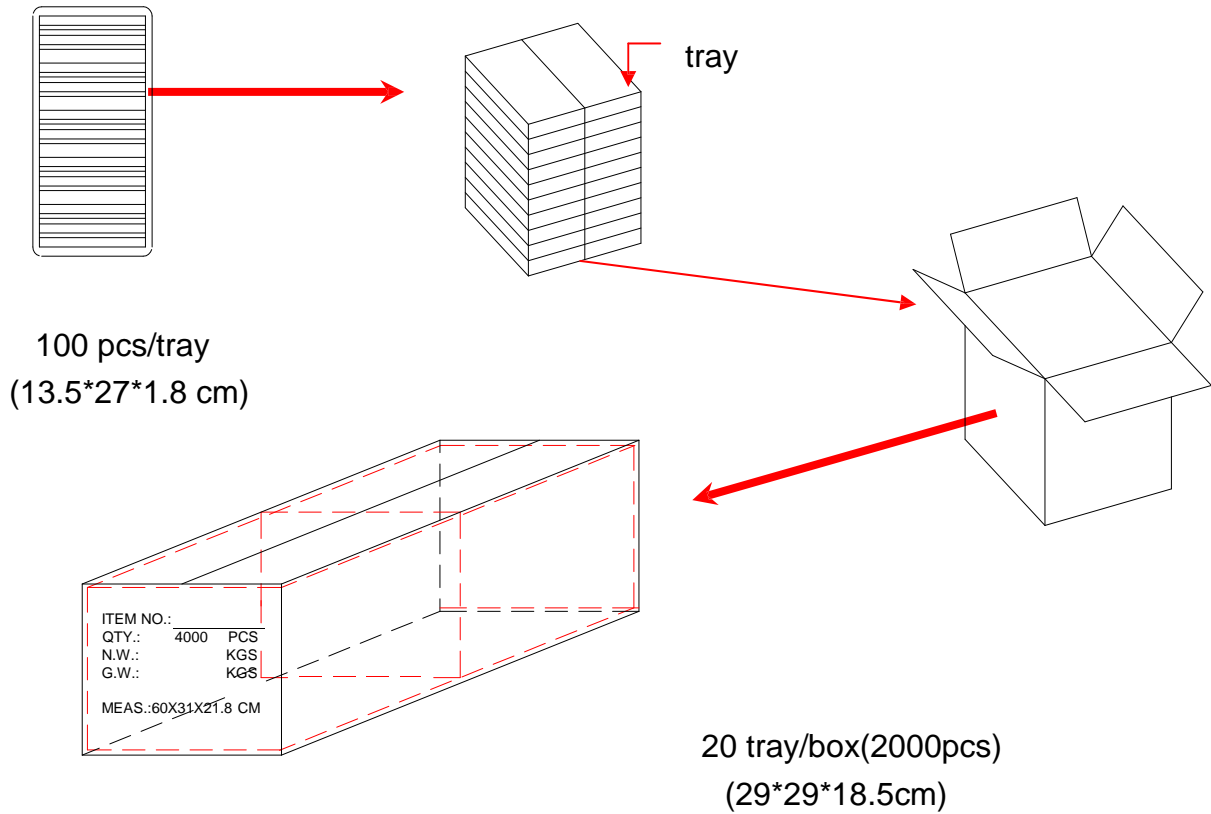 tray
100 pcs/tray
(13.5*27*1.8 cm)
ITEM NO.:
QTY.: 4000 PCS
N.W.: KGS
G.W.: KGS
MEAS.:60X31X21.8 CM
20 tray/box(2000pcs)
(29*29*18.5cm)